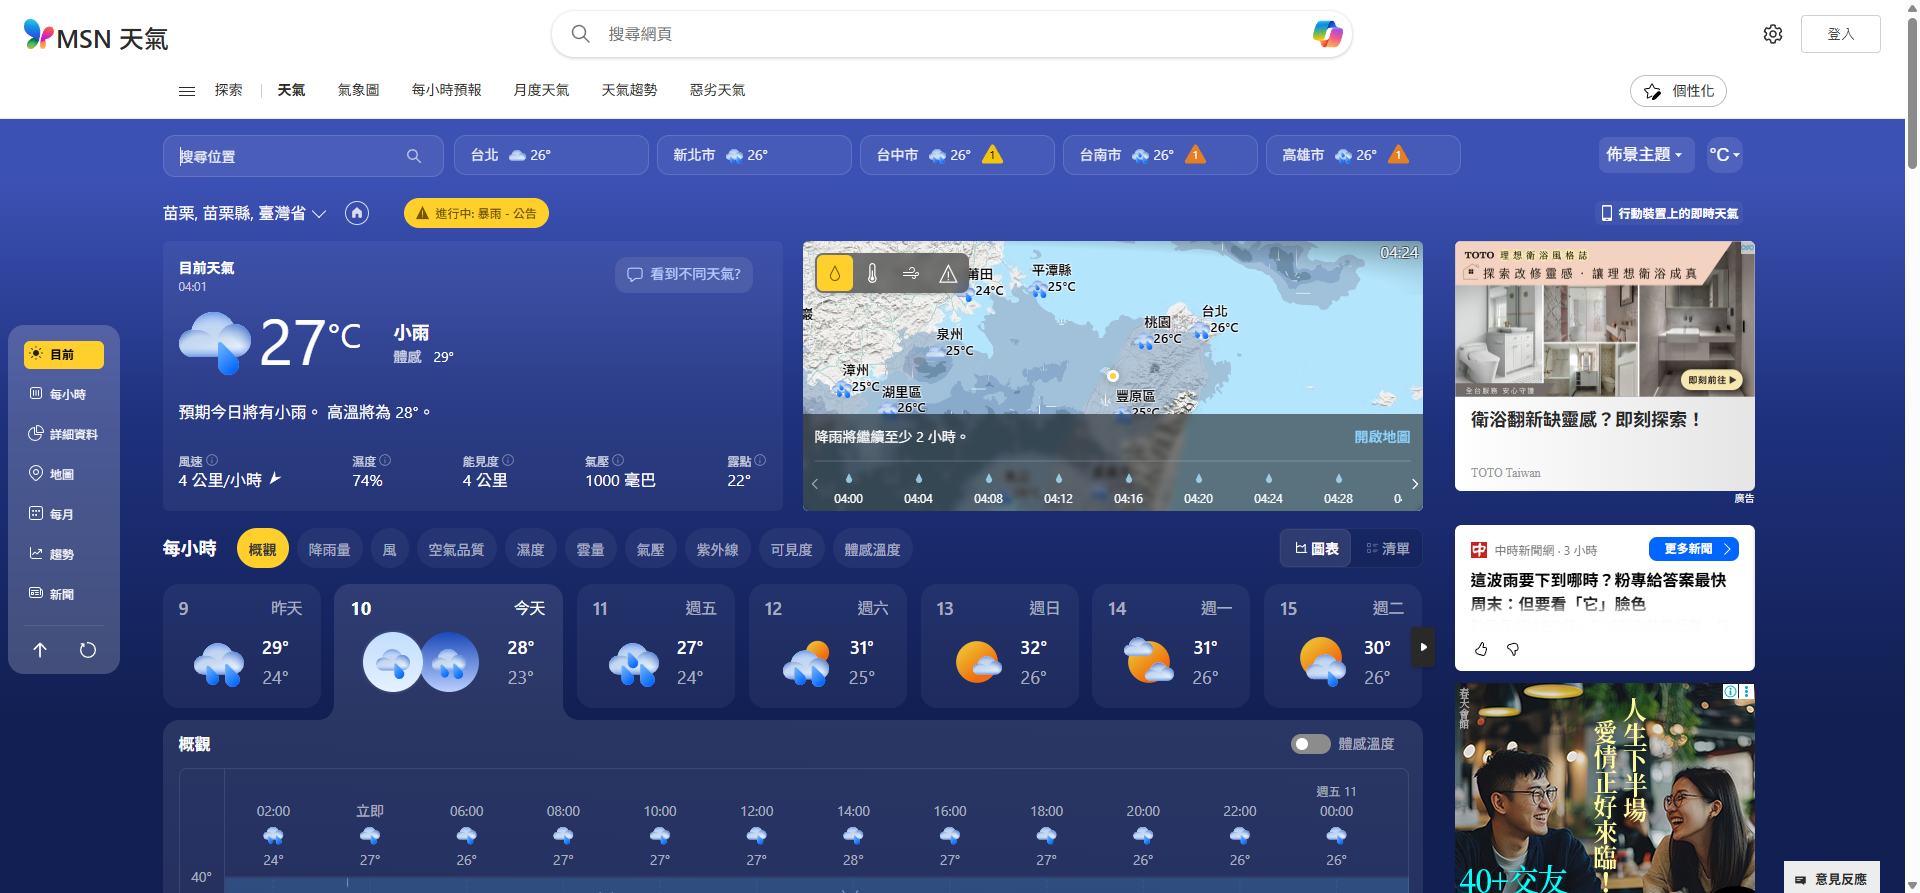 MSN 天氣
搜尋網頁
登入
探索
天氣
氣象圖
每小時預報
月度天氣
天氣趨勢
惡劣天氣
個性化
搜尋位置
台北 26°
新北市 26°
台中市 26° 1
台南市 26° 1
高雄市 26° 1
佈景主題
°C
苗栗, 苗栗縣, 臺灣省
進行中: 暴雨 - 公告
行動裝置上的即時天氣
目前天氣
04:01
看到不同天氣?
27°C
小雨
體感 29°
預期今日將有小雨。 高溫將為 28°。
風速
4 公里/小時
濕度
74%
能見度
4 公里
氣壓
1000 毫巴
露點
22°
04:24
莆田
24°C
平潭縣
25°C
泉州
25°C
桃園
26°C
台北
26°C
漳州
25°C
湖里區
26°C
豐原區
25°C
降雨將繼續至少 2 小時。
開啟地圖
04:00
04:04
04:08
04:12
04:16
04:20
04:24
04:28
目前
每小時
詳細資料
地圖
每月
趨勢
新聞
每小時
概觀
降雨量
風
空氣品質
濕度
雲量
氣壓
紫外線
可見度
體感溫度
圖表
清單
9 昨天
29°
24°
10 今天
28°
23°
11 週五
27°
24°
12 週六
31°
25°
13 週日
32°
26°
14 週一
31°
26°
15 週二
30°
26°
概觀
體感溫度
週五 11
02:00 立即 06:00 08:00 10:00 12:00 14:00 16:00 18:00 20:00 22:00 00:00
24° 27° 26° 27° 27° 27° 28° 27° 27° 26° 26° 26°
40°
TOTO 理想衛浴風格誌
探索改修靈感．讓理想衛浴成真
全台服務 安心守護
即刻前往
衛浴翻新缺靈感？即刻探索！
TOTO Taiwan
廣告
中時新聞網 · 3 小時
更多新聞
這波雨要下到哪時？粉專給答案最快
周末：但要看「它」臉色
春天會館
人生下半場
愛情正好來臨！
40+交友
意見反應